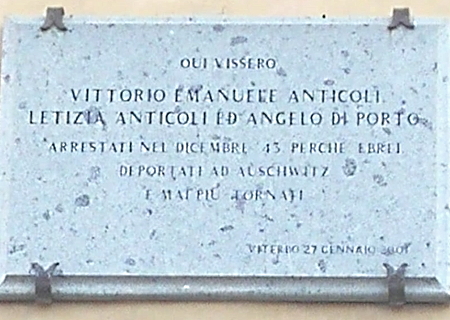 QUI VISSERO
VITTORIO EMANUELE ANTICOLI
LETIZIA ANTICOLI ED ANGELO DI PORTO
ARRESTATI NEL DICEMBRE 43 PERCHÈ EBREI
DEPORTATI AD AUSCHWITZ
E MAI PIÙ TORNATI
VITERBO 27 GENNAIO 2001